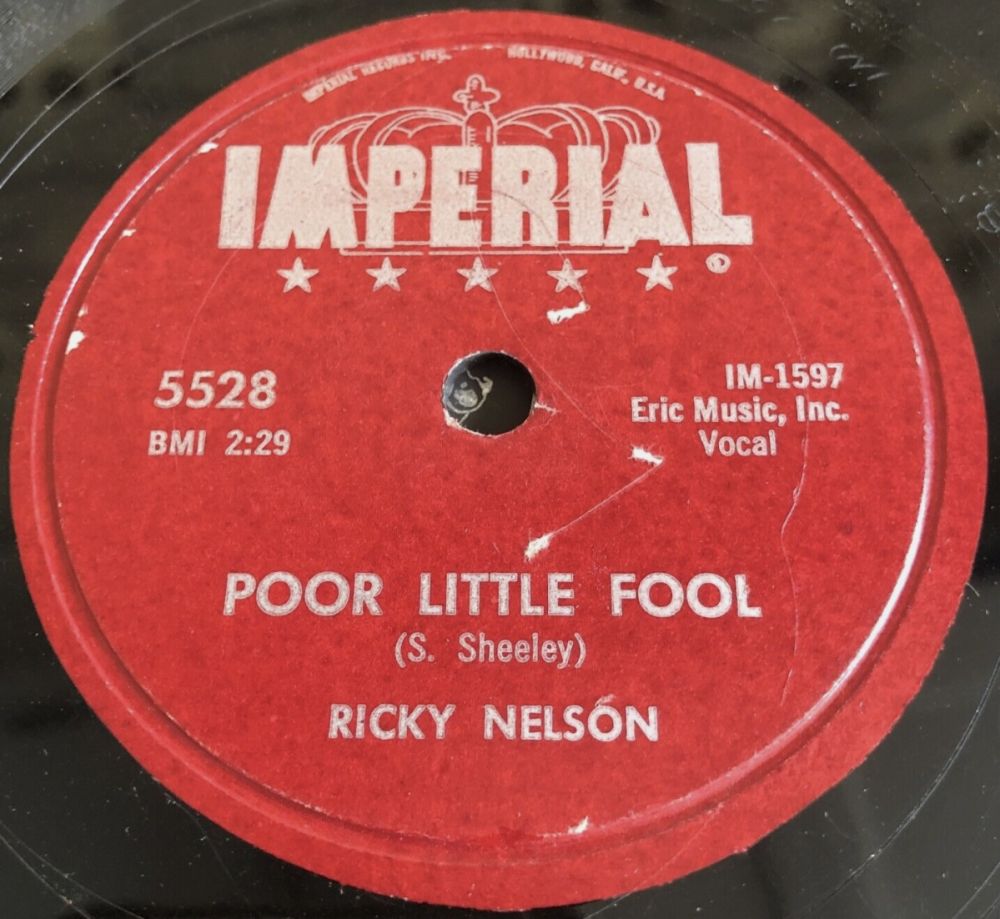 IMPERIAL RECORDS INC. HOLLYWOOD, CALIF., U.S.A.
IMPERIAL
®
5528
BMI 2:29
IM-1597
Eric Music, Inc.
Vocal
POOR LITTLE FOOL
(S. Sheeley)
RICKY NELSON